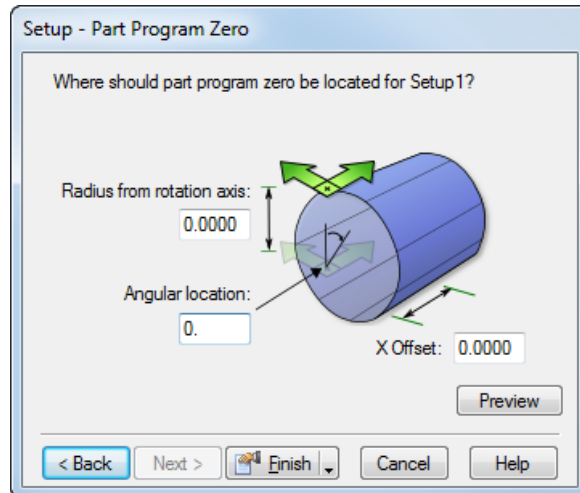 Setup - Part Program Zero
Where should part program zero be located for Setup1?
Radius from rotation axis:
0.0000
Angular location:
0.
X Offset: 0.0000
Preview
< Back Next > Finish Cancel Help